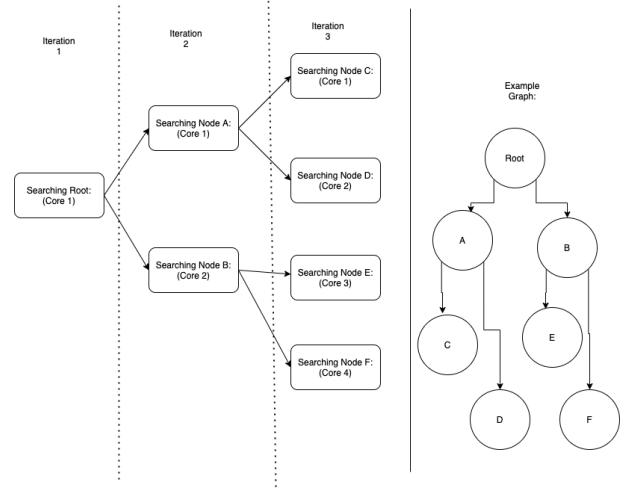 Iteration
1
Iteration
2
Iteration
3
Searching Root:
(Core 1)
Searching Node A:
(Core 1)
Searching Node B:
(Core 2)
Searching Node C:
(Core 1)
Searching Node D:
(Core 2)
Searching Node E:
(Core 3)
Searching Node F:
(Core 4)
Example
Graph:
Root
A
B
C
E
D
F